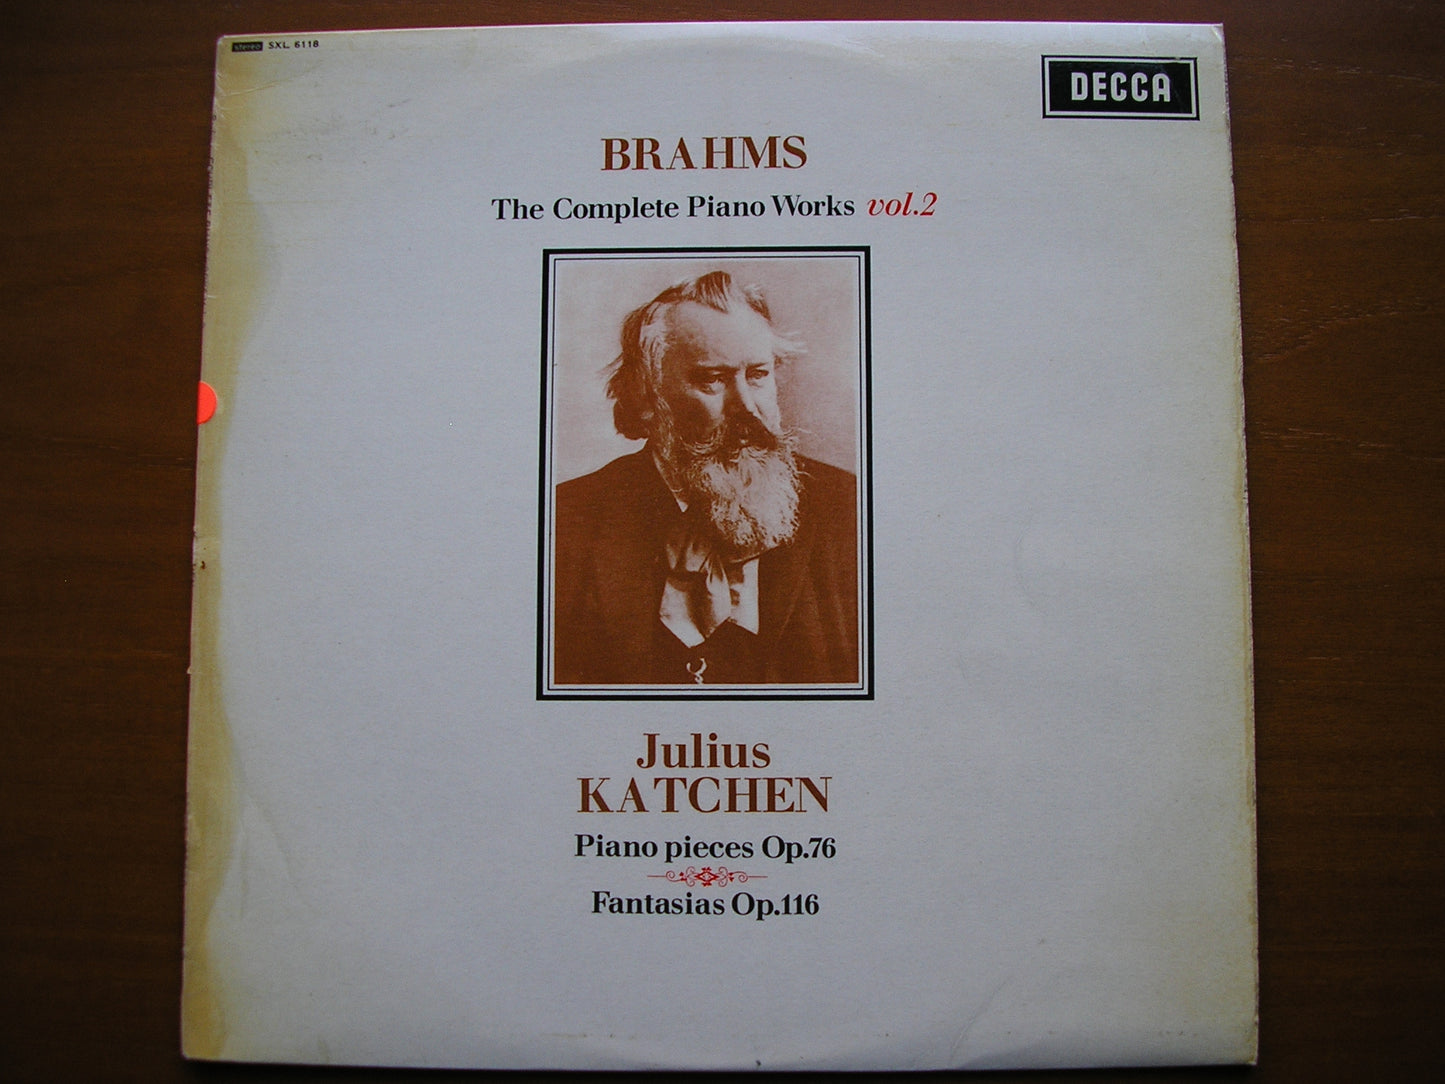 stereo SXL 6118
DECCA
BRAHMS
The Complete Piano Works vol.2
Julius
KATCHEN
Piano pieces Op.76
Fantasias Op.116